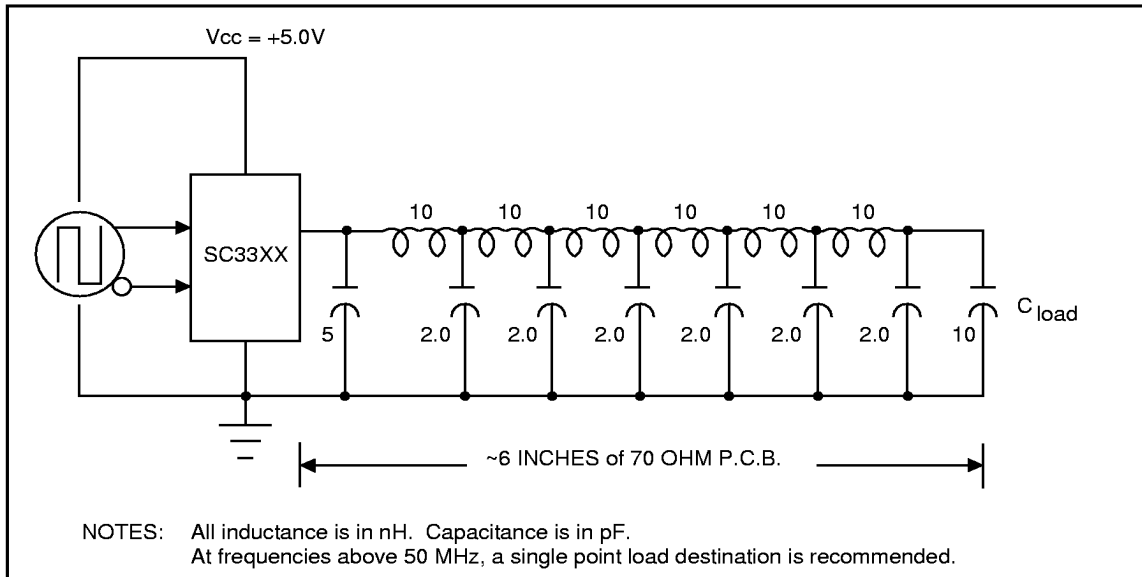 Vcc = +5.0V
SC33XX
10 10 10 10 10 10
5 2.0 2.0 2.0 2.0 2.0 2.0 10 C load
~6 INCHES of 70 OHM P.C.B.
NOTES: All inductance is in nH. Capacitance is in pF.
At frequencies above 50 MHz, a single point load destination is recommended.